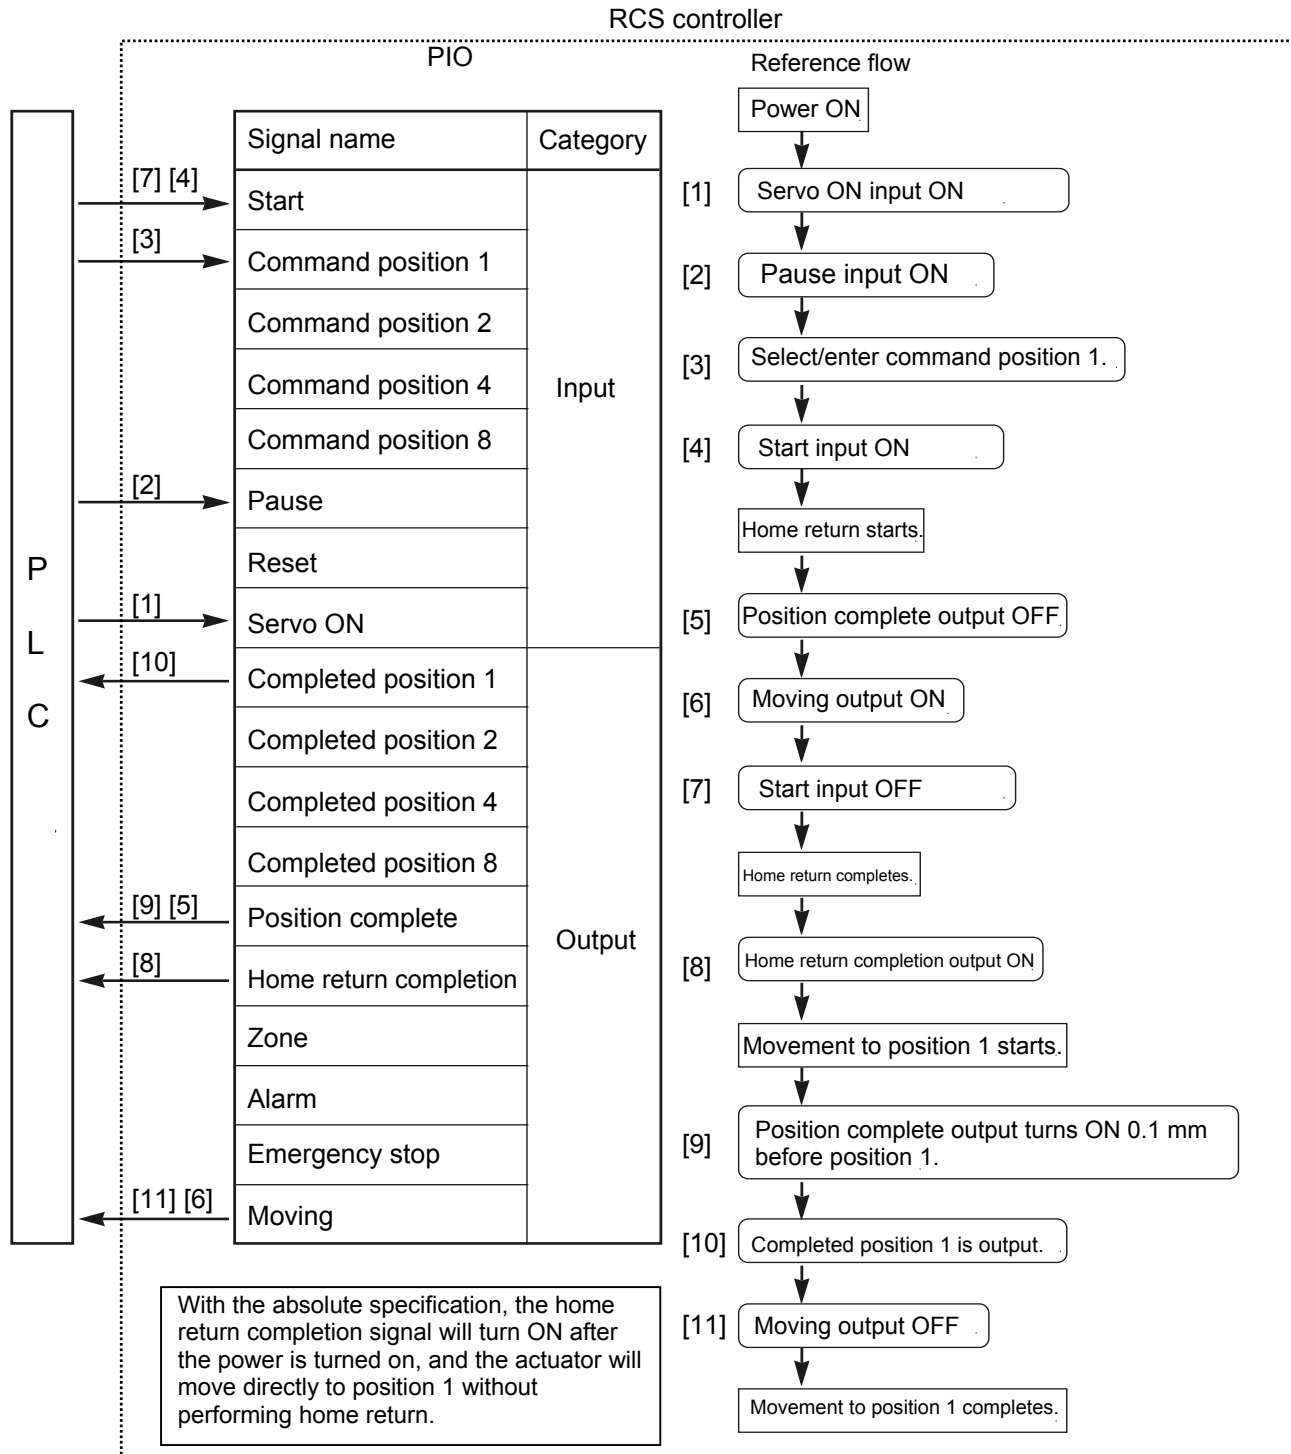 RCS controller
PIO
Reference flow
Signal name
Category
[7] [4]
Start
[3]
Command position 1
Command position 2
Command position 4
Command position 8
Input
[2]
Pause
Reset
[1]
Servo ON
[10]
Completed position 1
Completed position 2
Completed position 4
Completed position 8
[9] [5]
Position complete
Output
[8]
Home return completion
Zone
Alarm
Emergency stop
[11] [6]
Moving
P
L
C
With the absolute specification, the home
return completion signal will turn ON after
the power is turned on, and the actuator will
move directly to position 1 without
performing home return.
Power ON
[1] Servo ON input ON
[2] Pause input ON
[3] Select/enter command position 1.
[4] Start input ON
Home return starts.
[5] Position complete output OFF
[6] Moving output ON
[7] Start input OFF
Home return completes.
[8] Home return completion output ON
Movement to position 1 starts.
[9] Position complete output turns ON 0.1 mm
before position 1.
[10] Completed position 1 is output.
[11] Moving output OFF
Movement to position 1 completes.